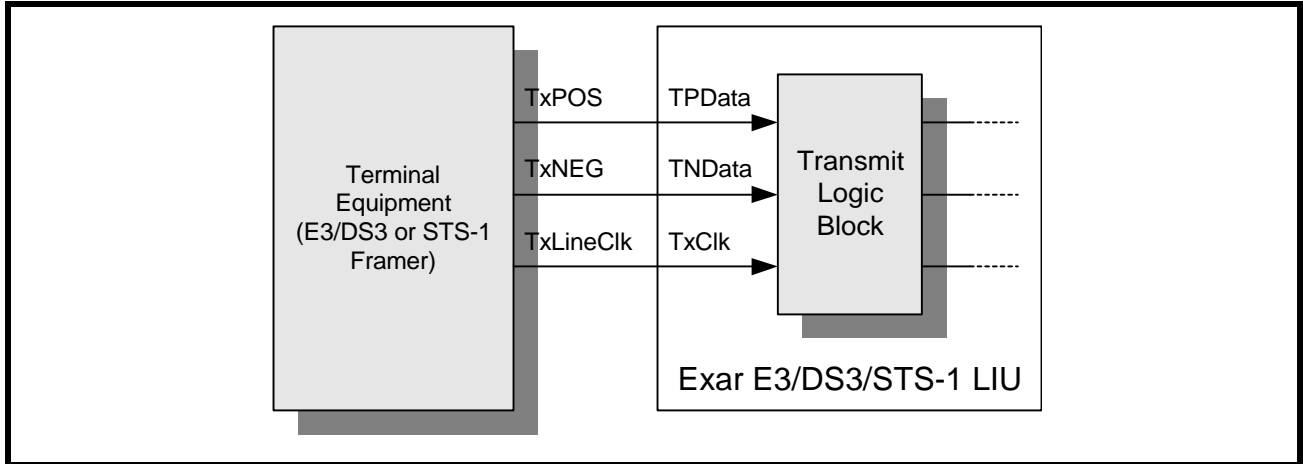 Terminal
Equipment
(E3/DS3 or STS-1
Framer)
TxPOS
TxNEG
TxLineClk
TPData
TNData
TxClk
Transmit
Logic
Block
Exar E3/DS3/STS-1 LIU